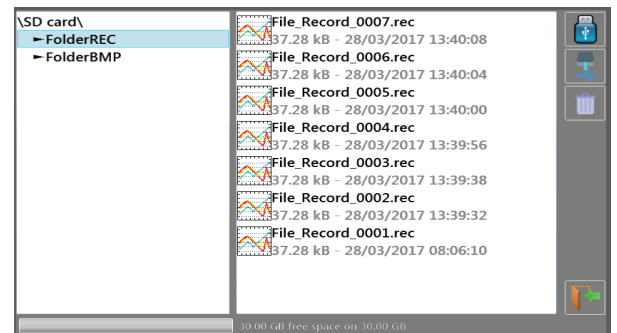 \SD card\
►FolderREC
►FolderBMP
File_Record_0007.rec
37.28 kB - 28/03/2017 13:40:08
File_Record_0006.rec
37.28 kB - 28/03/2017 13:40:04
File_Record_0005.rec
37.28 kB - 28/03/2017 13:40:00
File_Record_0004.rec
37.28 kB - 28/03/2017 13:39:56
File_Record_0003.rec
37.28 kB - 28/03/2017 13:39:38
File_Record_0002.rec
37.28 kB - 28/03/2017 13:39:32
File_Record_0001.rec
37.28 kB - 28/03/2017 08:06:10
30.00 GB free space on 30.00 GB